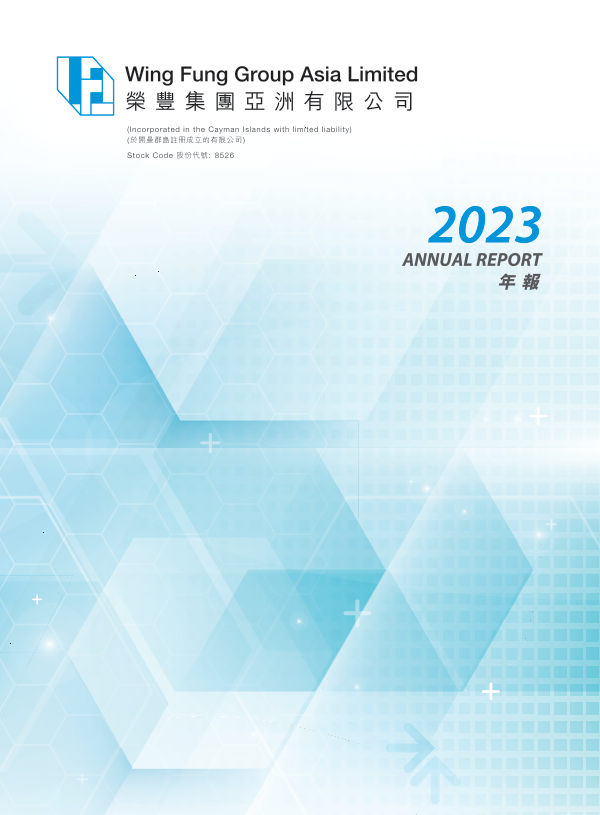 Wing Fung Group Asia Limited
榮豐集團亞洲有限公司
(Incorporated in the Cayman Islands with limited liability)
(於開曼群島註冊成立的有限公司)
Stock Code 股份代號: 8526
2023
ANNUAL REPORT
年報